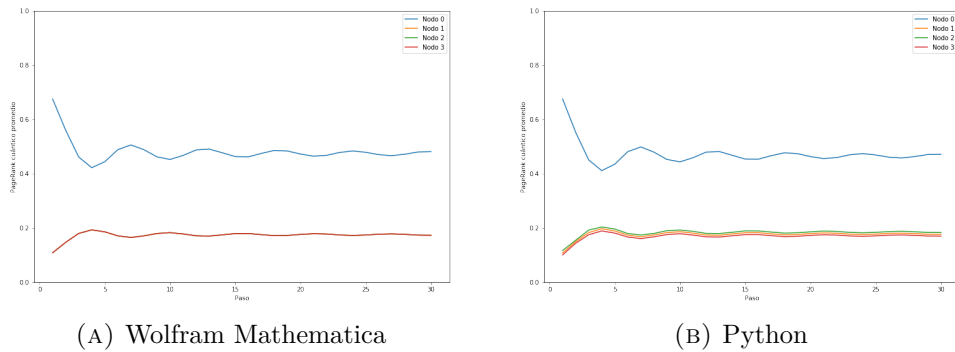 1.0
0.8
0.6
0.4
0.2
0.0
PageRank cuántico promedio
0
5
10
15
20
25
30
Paso
Nodo 0
Nodo 1
Nodo 2
Nodo 3
(A) Wolfram Mathematica
1.0
0.8
0.6
0.4
0.2
0.0
PageRank cuántico promedio
0
5
10
15
20
25
30
Paso
Nodo 0
Nodo 1
Nodo 2
Nodo 3
(B) Python